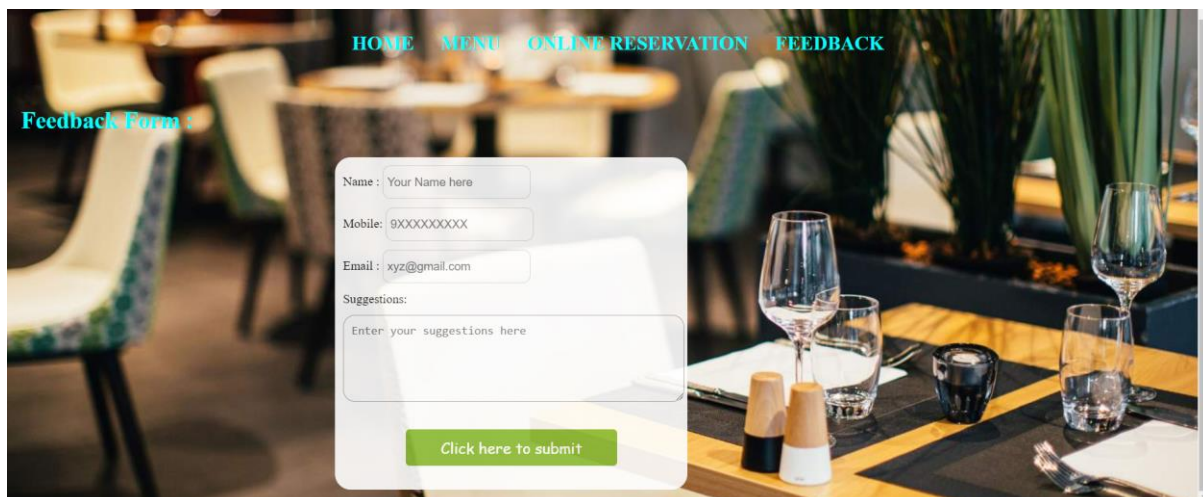 HOME MENU ONLINE RESERVATION FEEDBACK
Feedback Form :
Name : Your Name here
Mobile: 9XXXXXXXXX
Email : xyz@gmail.com
Suggestions:
Enter your suggestions here
Click here to submit